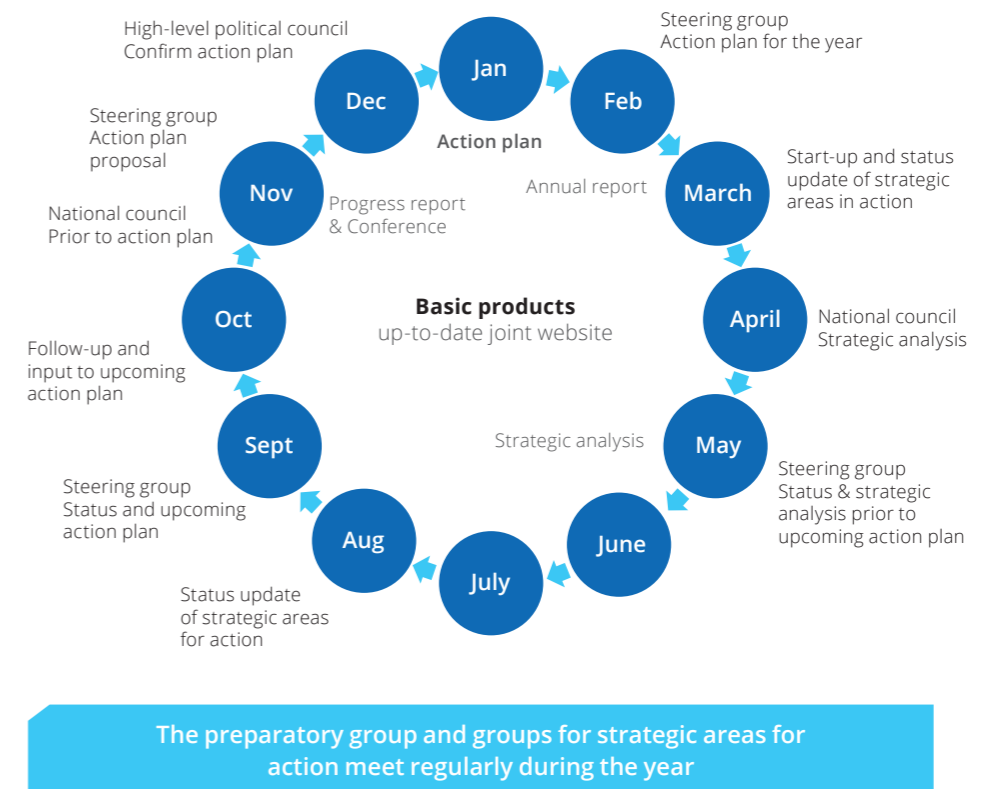 High-level political council
Confirm action plan
Jan
Steering group
Action plan for the year
Dec
Feb
Steering group
Action plan
proposal
Action plan
Nov
Annual report
March
Start-up and status
update of strategic
areas in action
Progress report
& Conference
National council
Prior to action plan
Oct
Basic products
up-to-date joint website
April
National council
Strategic analysis
Follow-up and
input to upcoming
action plan
Sept
Strategic analysis
May
Steering group
Status & strategic
analysis prior to
upcoming action plan
Steering group
Status and upcoming
action plan
Aug
June
July
Status update
of strategic areas
for action
The preparatory group and groups for strategic areas for
action meet regularly during the year